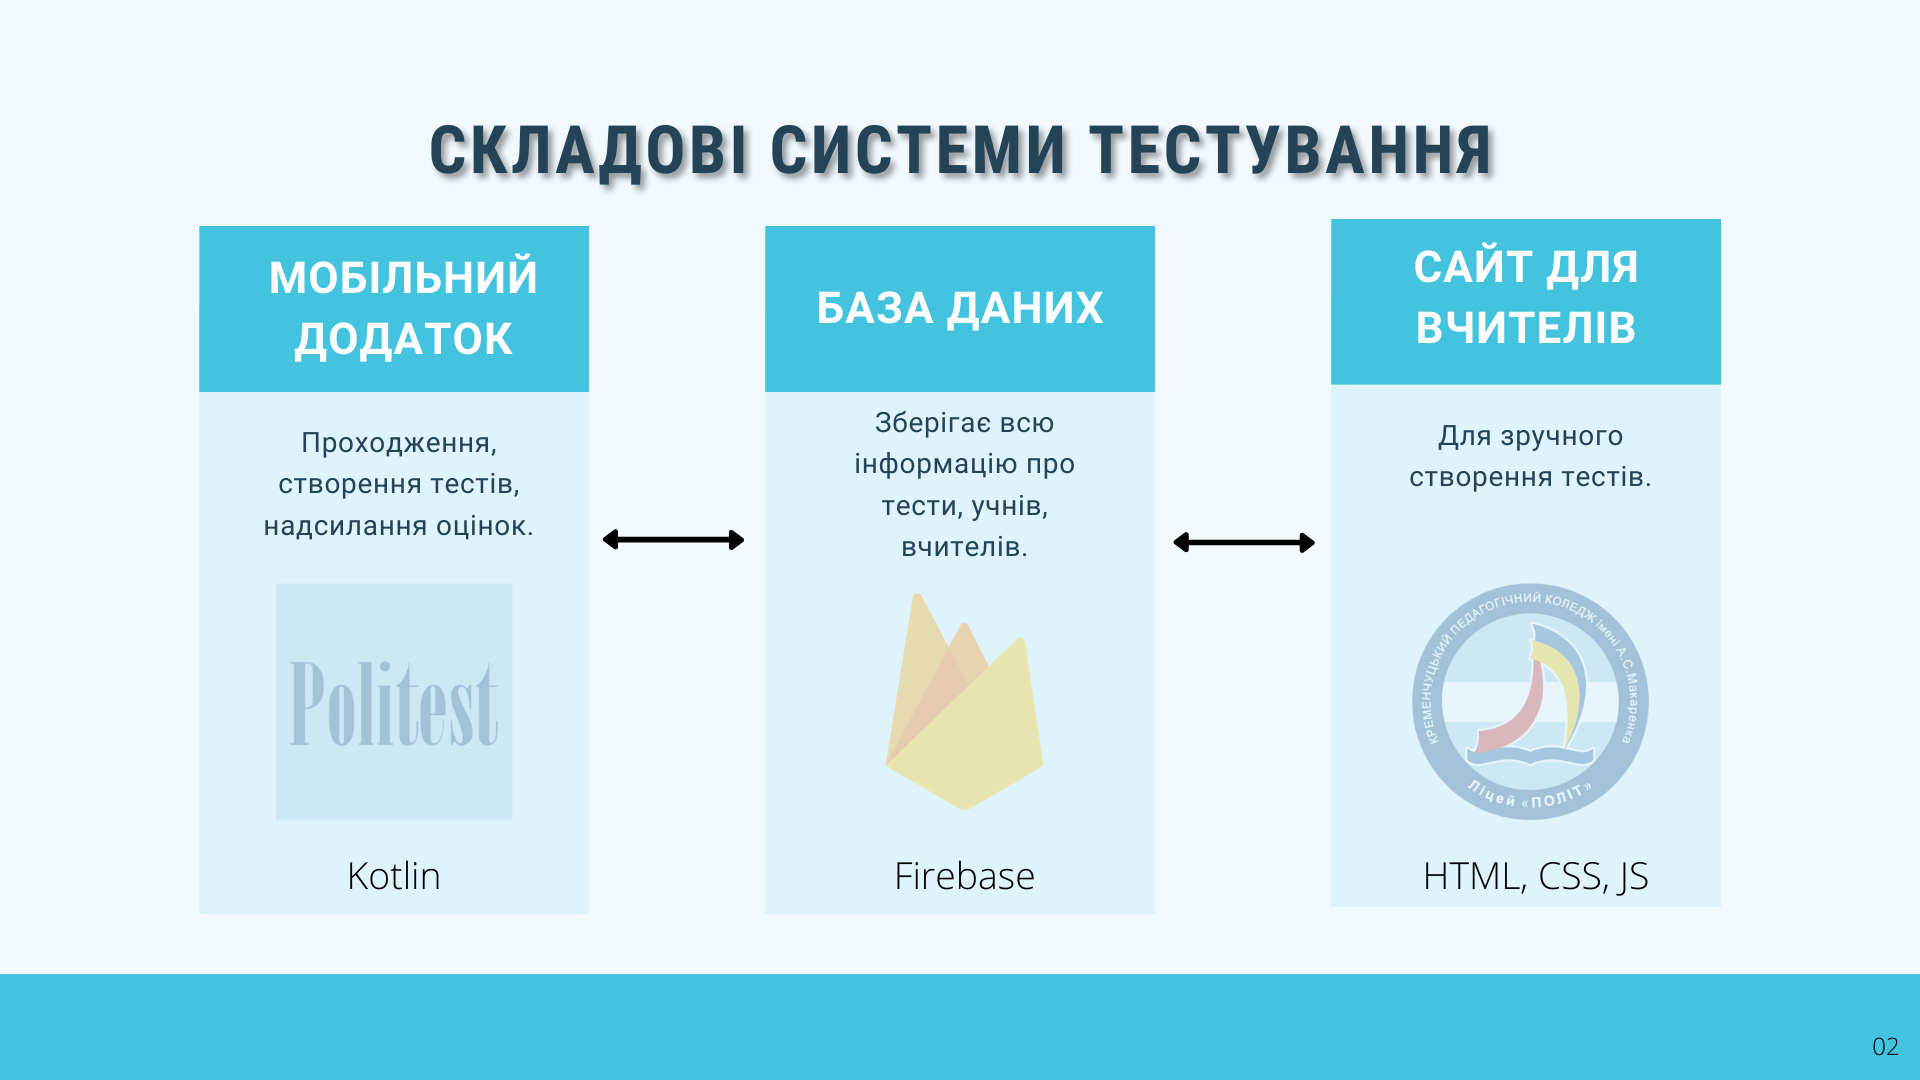 СКЛАДОВІ СИСТЕМИ ТЕСТУВАННЯ
МОБІЛЬНИЙ
ДОДАТОК
Проходження,
створення тестів,
надсилання оцінок.
Politest
Kotlin
БАЗА ДАНИХ
Зберігає всю
інформацію про
тести, учнів,
вчителів.
Firebase
САЙТ ДЛЯ
ВЧИТЕЛІВ
Для зручного
створення тестів.
КРЕМЕНЧУЦЬКИЙ ПЕДАГОГІЧНИЙ КОЛЕДЖ імені А.С.Макаренка
Ліцей «ПОЛІТ»
HTML, CSS, JS
02